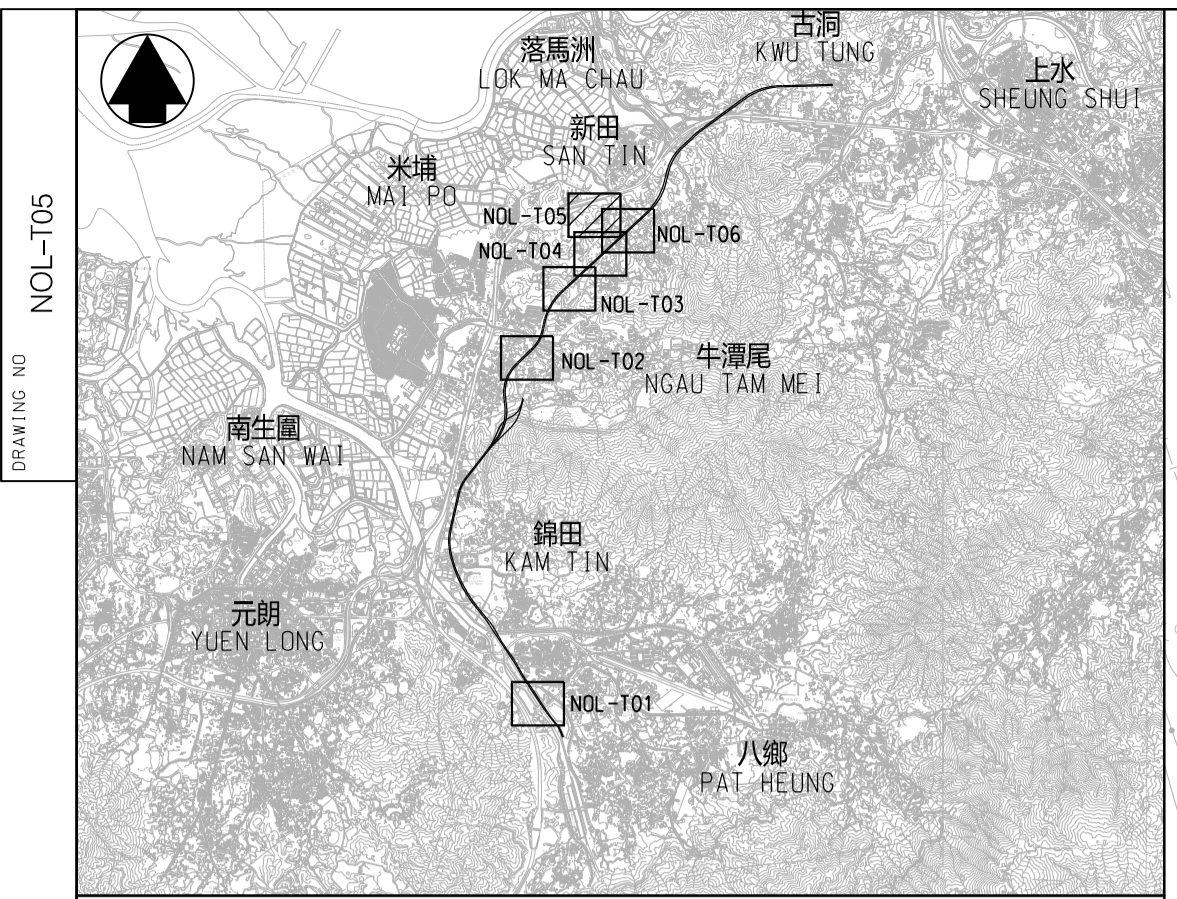 DRAWING NO
NOL-T05
古洞
KWU TUNG
落馬洲
LOK MA CHAU
上水
SHEUNG SHUI
新田
SAN TIN
米埔
MAI PO
NOL-T05
NOL-T06
NOL-T04
NOL-T03
NOL-T02
牛潭尾
NGAU TAM MEI
南生圍
NAM SAN WAI
錦田
KAM TIN
元朗
YUEN LONG
NOL-T01
八鄉
PAT HEUNG